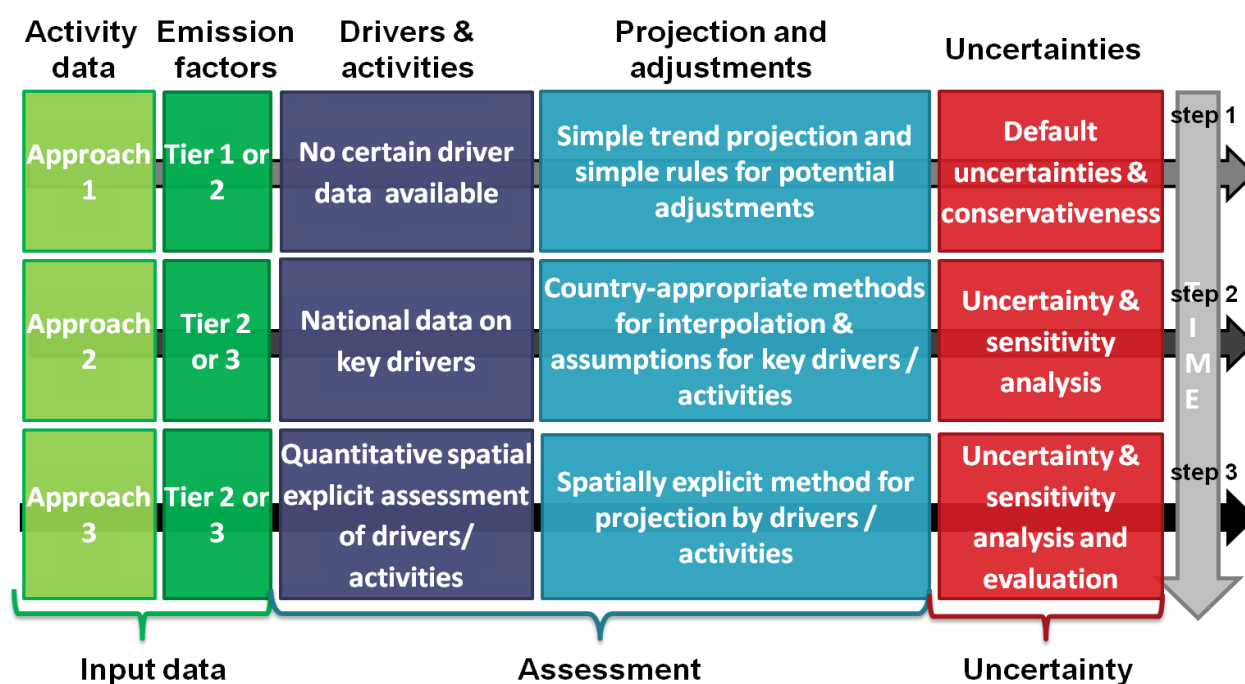 Activity
data
Emission
factors
Drivers &
activities
Projection and
adjustments
Uncertainties
Approach
1
Tier 1 or
2
No certain driver
data available
Simple trend projection and
simple rules for potential
adjustments
Default
uncertainties &
conservativeness
step 1
Approach
2
Tier 2
or 3
National data on
key drivers
Country-appropriate methods
for interpolation &
assumptions for key drivers /
activities
Uncertainty &
sensitivity
analysis
step 2
Approach
3
Tier 2 or
3
Quantitative spatial
explicit assessment
of drivers/
activities
Spatially explicit method for
projection by drivers /
activities
Uncertainty &
sensitivity
analysis and
evaluation
step 3
T
I
M
E
Input data
Assessment
Uncertainty